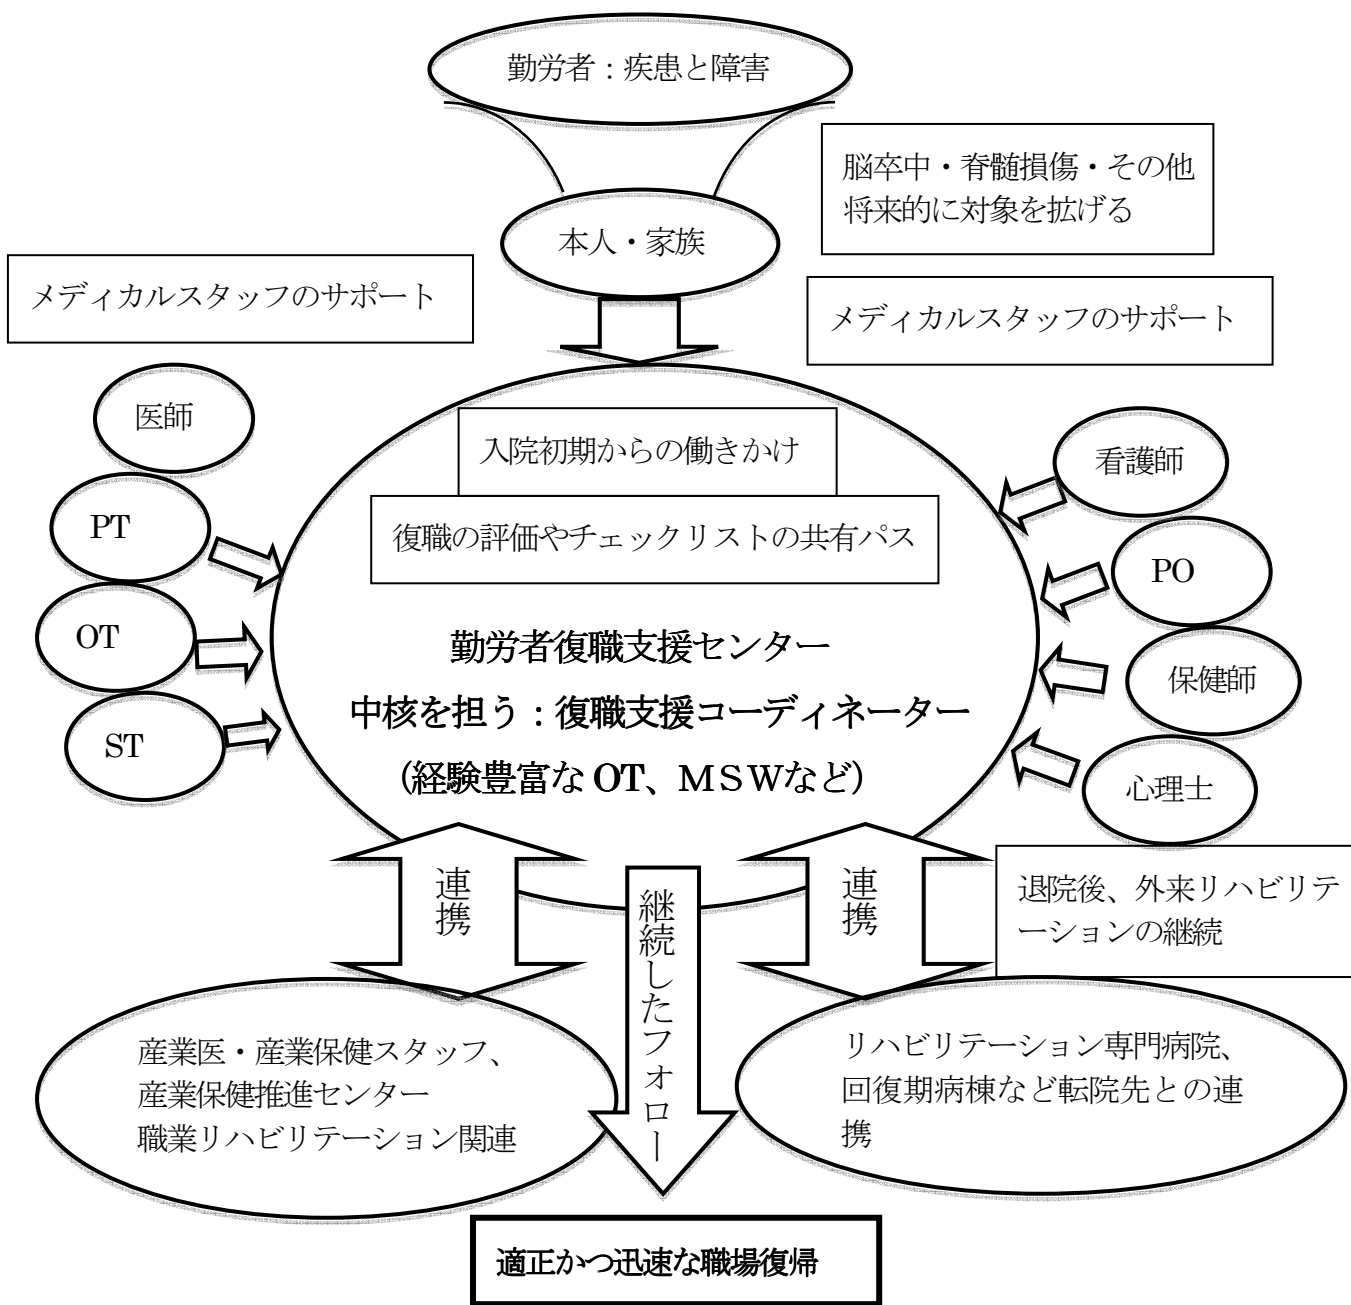 勤労者：疾患と障害
脳卒中・脊髄損傷・その他
将来的に対象を拡げる
本人・家族
メディカルスタッフのサポート
メディカルスタッフのサポート
医師
PT
OT
ST
入院初期からの働きかけ
復職の評価やチェックリストの共有パス
勤労者復職支援センター
中核を担う：復職支援コーディネーター
（経験豊富な OT、ＭＳＷなど）
看護師
PO
保健師
心理士
連携
継続したフォロー
連携
退院後、外来リハビリテ
ーションの継続
産業医・産業保健スタッフ、
産業保健推進センター
職業リハビリテーション関連
リハビリテーション専門病院、
回復期病棟など転院先との連
携
適正かつ迅速な職場復帰